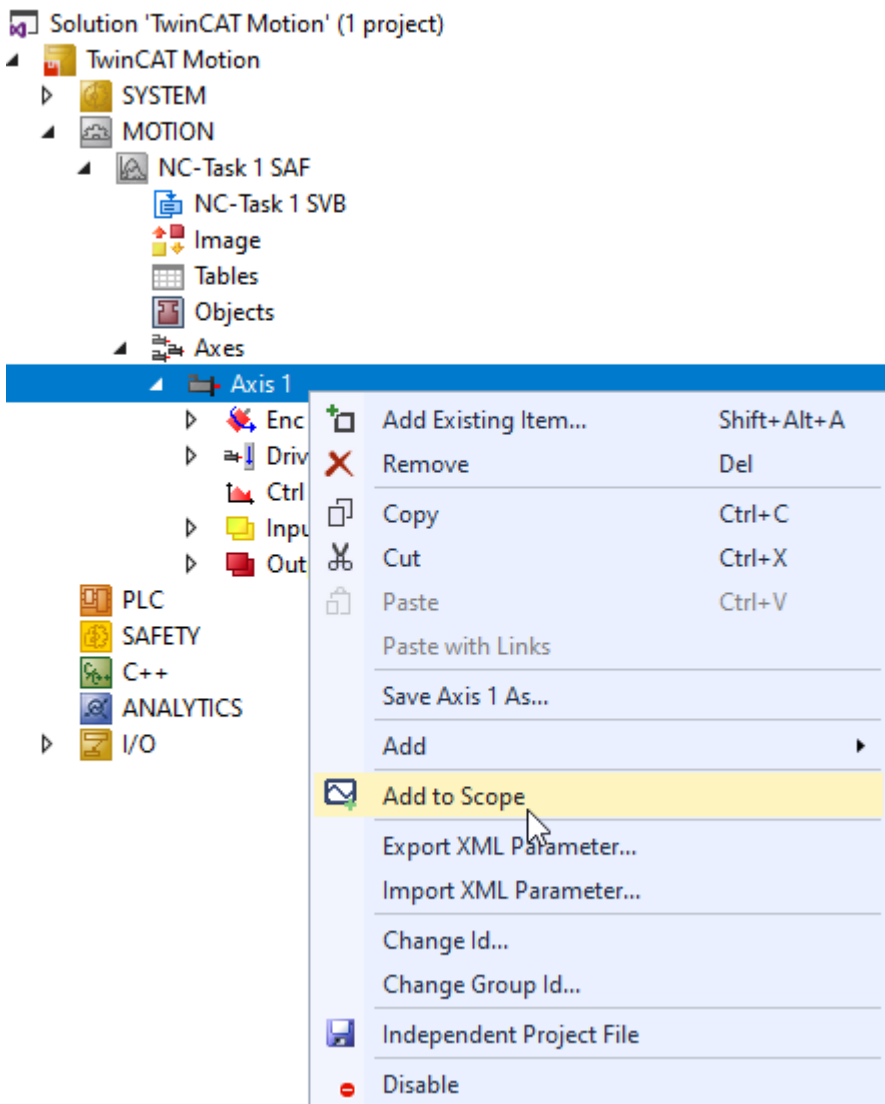 Solution 'TwinCAT Motion' (1 project)
TwinCAT Motion
SYSTEM
MOTION
NC-Task 1 SAF
NC-Task 1 SVB
Image
Tables
Objects
Axes
Axis 1
Enc
Driv
Ctrl
Inpu
Out
PLC
SAFETY
C++
ANALYTICS
I/O
Add Existing Item... Shift+Alt+A
Remove Del
Copy Ctrl+C
Cut Ctrl+X
Paste Ctrl+V
Paste with Links
Save Axis 1 As...
Add
Add to Scope
Export XML Parameter...
Import XML Parameter...
Change Id...
Change Group Id...
Independent Project File
Disable